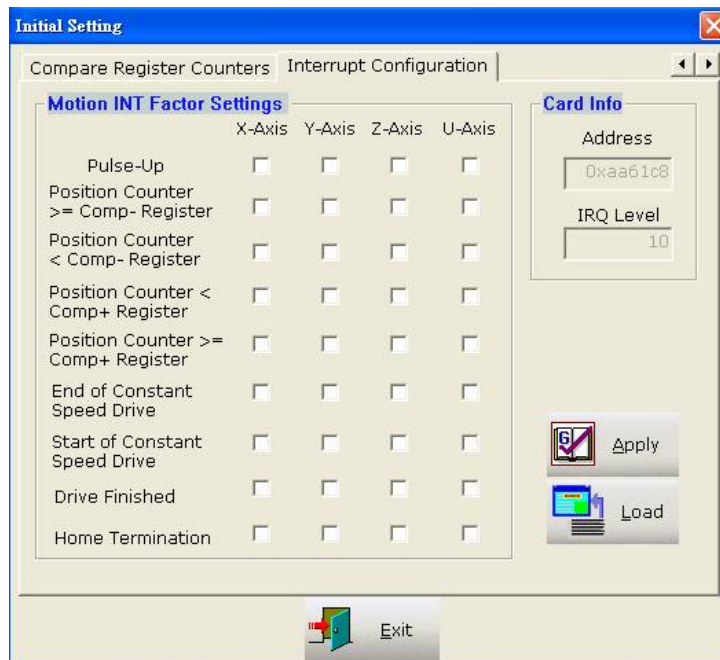 Initial Setting
Compare Register Counters
Interrupt Configuration
Motion INT Factor Settings
X-Axis Y-Axis Z-Axis U-Axis
Pulse-Up
Position Counter
>= Comp- Register
Position Counter
< Comp- Register
Position Counter <
Comp+ Register
Position Counter >=
Comp+ Register
End of Constant
Speed Drive
Start of Constant
Speed Drive
Drive Finished
Home Termination
Card Info
Address
0xaa61c8
IRQ Level
10
Apply
Load
Exit